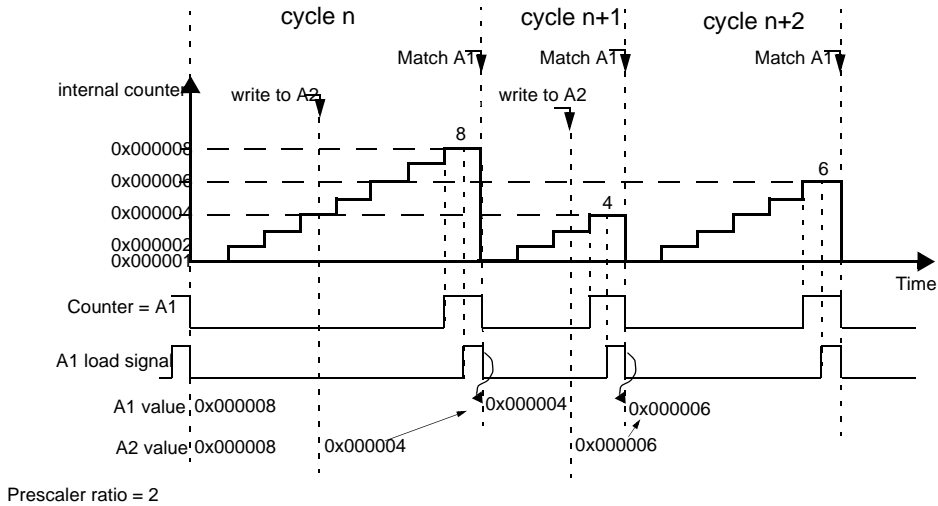 cycle n
cycle n+1
cycle n+2
Match A1
Match A1
Match A1
internal counter
write to A2
write to A2
8
0x000008
0x000006
6
0x000004
4
0x000002
0x000001
Time
Counter = A1
A1 load signal
A1 value 0x000008 0x000004 0x000006
A2 value 0x000008 0x000004 0x000006
Prescaler ratio = 2